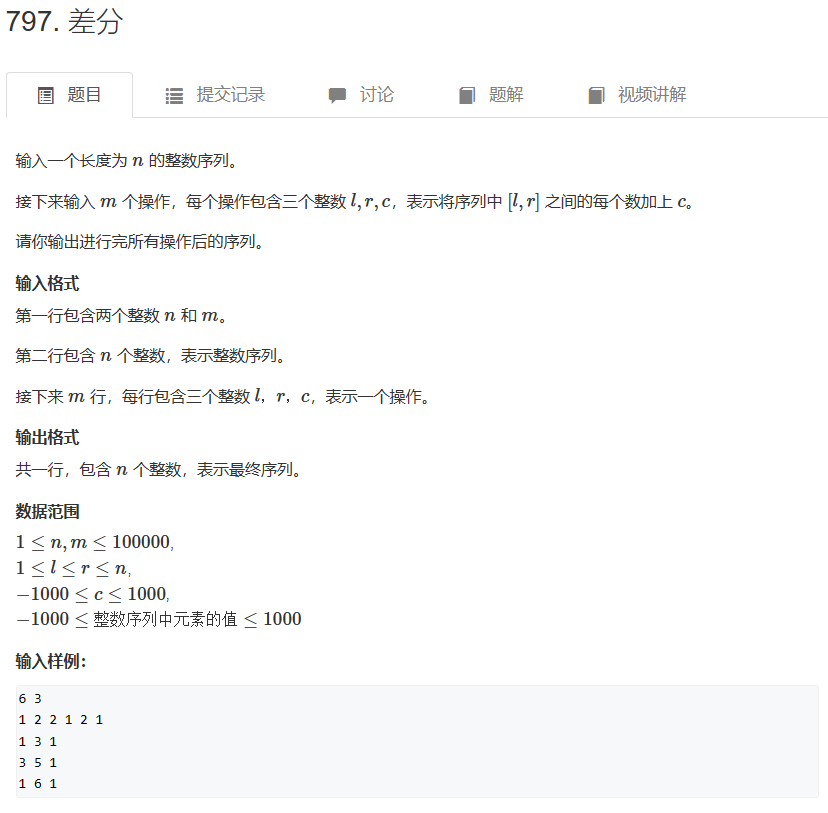 797. 差分
题目 提交记录 讨论 题解 视频讲解
输入一个长度为 n 的整数序列。
接下来输入 m 个操作，每个操作包含三个整数 l, r, c，表示将序列中 [l, r] 之间的每个数加上 c。
请你输出进行完所有操作后的序列。
输入格式
第一行包含两个整数 n 和 m。
第二行包含 n 个整数，表示整数序列。
接下来 m 行，每行包含三个整数 l，r，c，表示一个操作。
输出格式
共一行，包含 n 个整数，表示最终序列。
数据范围
1 ≤ n, m ≤ 100000,
1 ≤ l ≤ r ≤ n,
−1000 ≤ c ≤ 1000,
−1000 ≤ 整数序列中元素的值 ≤ 1000
输入样例：
6 3
1 2 2 1 2 1
1 3 1
3 5 1
1 6 1